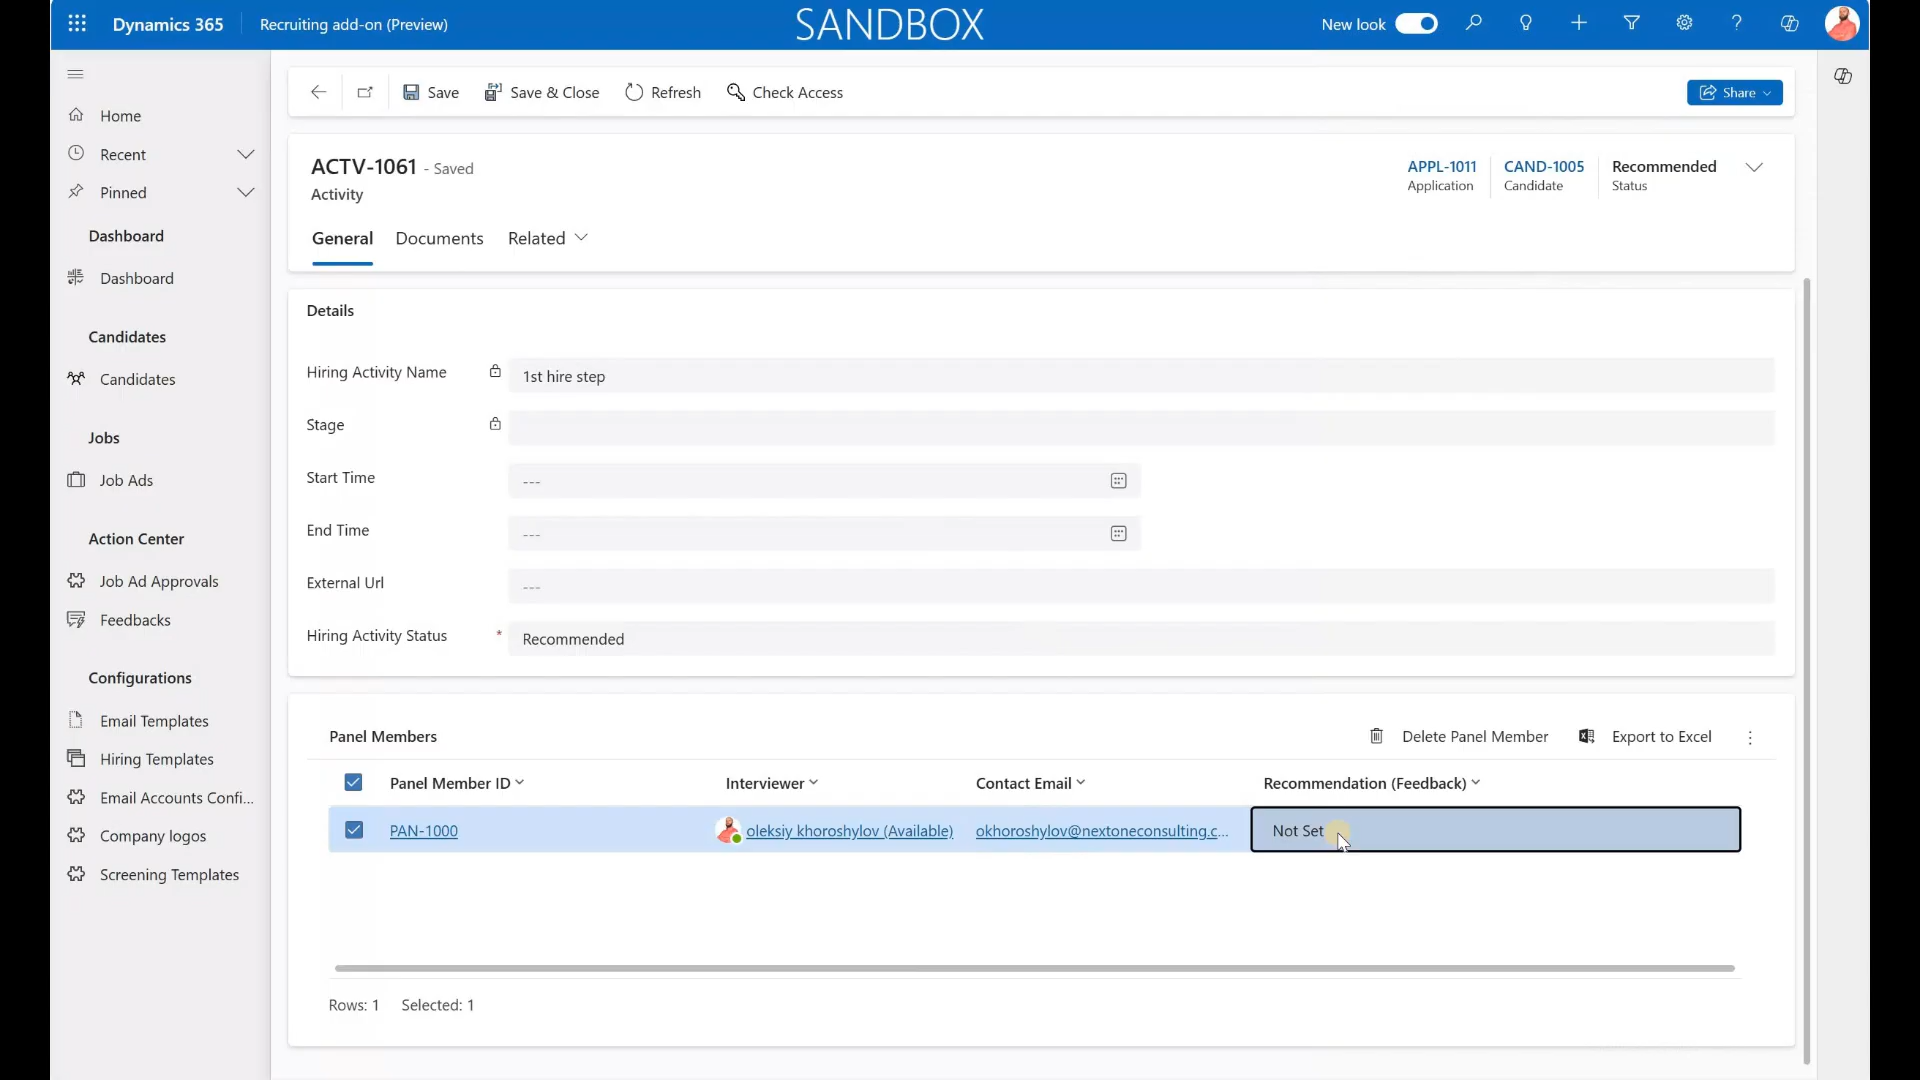 Dynamics 365
Recruiting add-on (Preview)
SANDBOX
New look
Home
Recent
Pinned
Dashboard
Dashboard
Candidates
Candidates
Jobs
Job Ads
Action Center
Job Ad Approvals
Feedbacks
Configurations
Email Templates
Hiring Templates
Email Accounts Confi...
Company logos
Screening Templates
Save
Save & Close
Refresh
Check Access
Share
ACTV-1061 - Saved
Activity
APPL-1011
Application
CAND-1005
Candidate
Recommended
Status
General
Documents
Related
Details
Hiring Activity Name
1st hire step
Stage
Start Time
---
End Time
---
External Url
---
Hiring Activity Status * Recommended
Panel Members
Delete Panel Member
Export to Excel
Panel Member ID
Interviewer
Contact Email
Recommendation (Feedback)
PAN-1000
oleksiy khoroshylov (Available)
okhoroshylov@nextoneconsulting.c...
Not Set
Rows: 1
Selected: 1